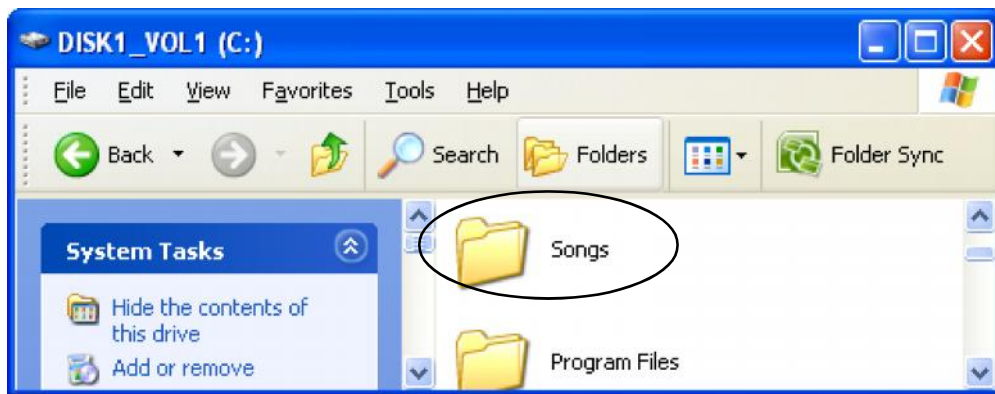 DISK1_VOL1 (C:)
File Edit View Favorites Tools Help
Back Search Folders Folder Sync
System Tasks
Hide the contents of
this drive
Add or remove
Songs
Program Files